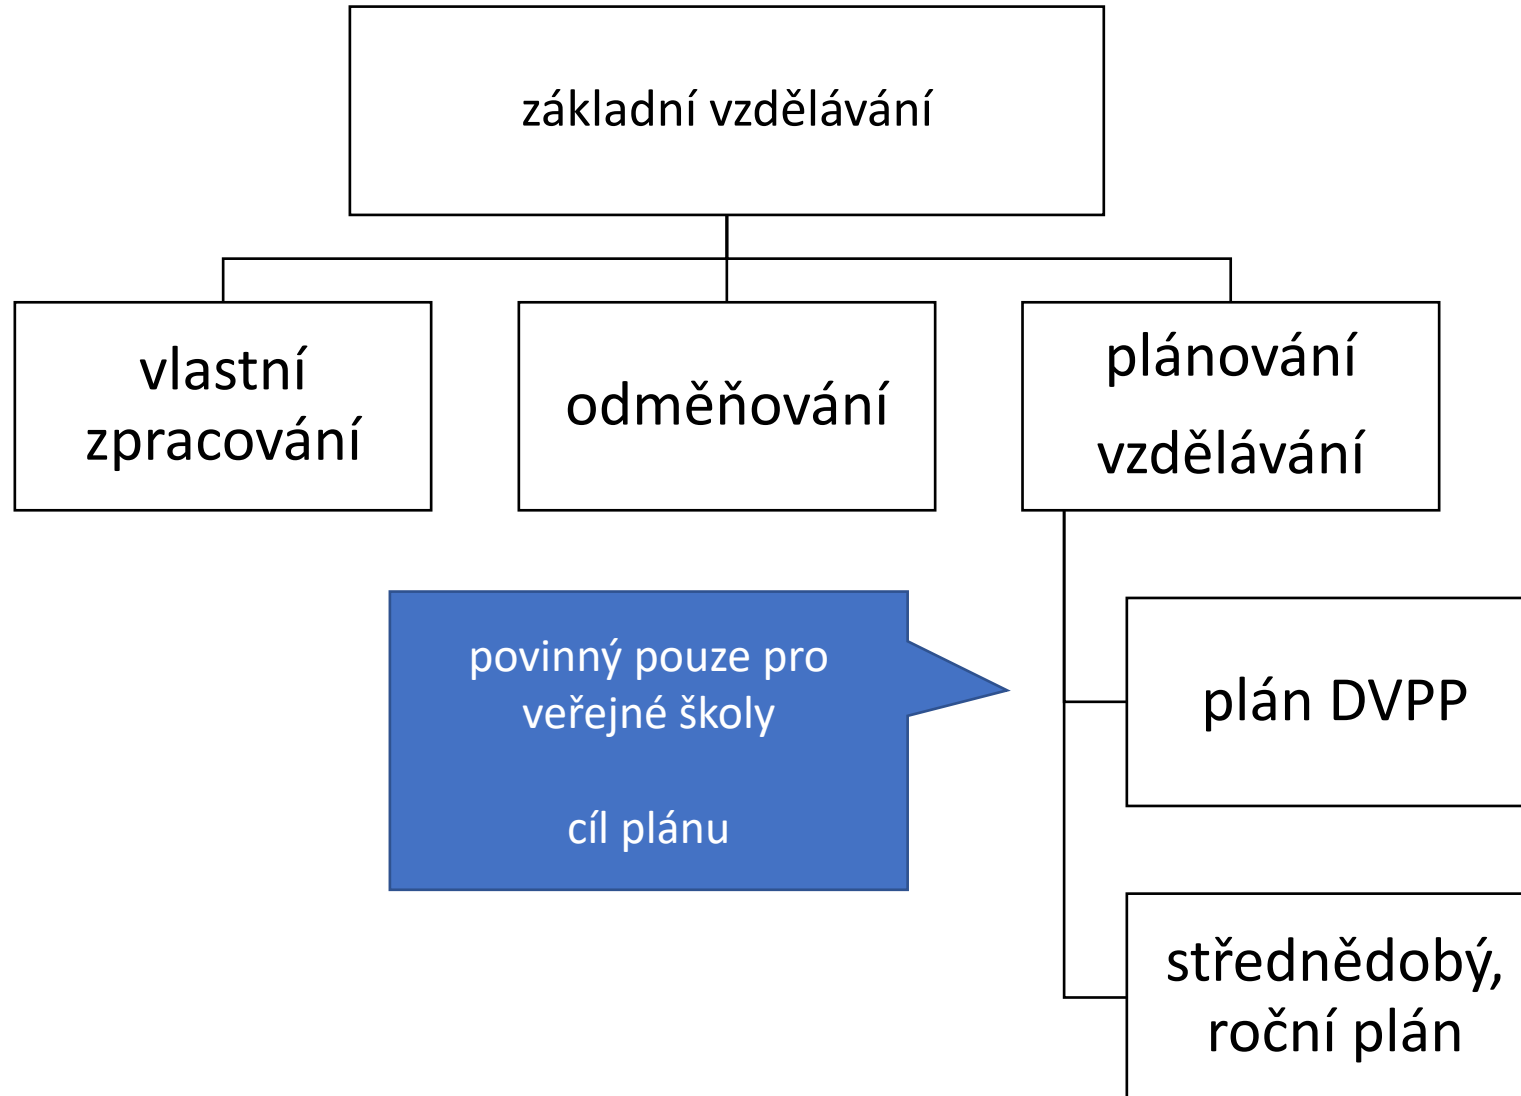 základní vzdělávání
vlastní
zpracování
odměňování
plánování
vzdělávání
povinný pouze pro
veřejné školy
cíl plánu
plán DVPP
střednědobý,
roční plán